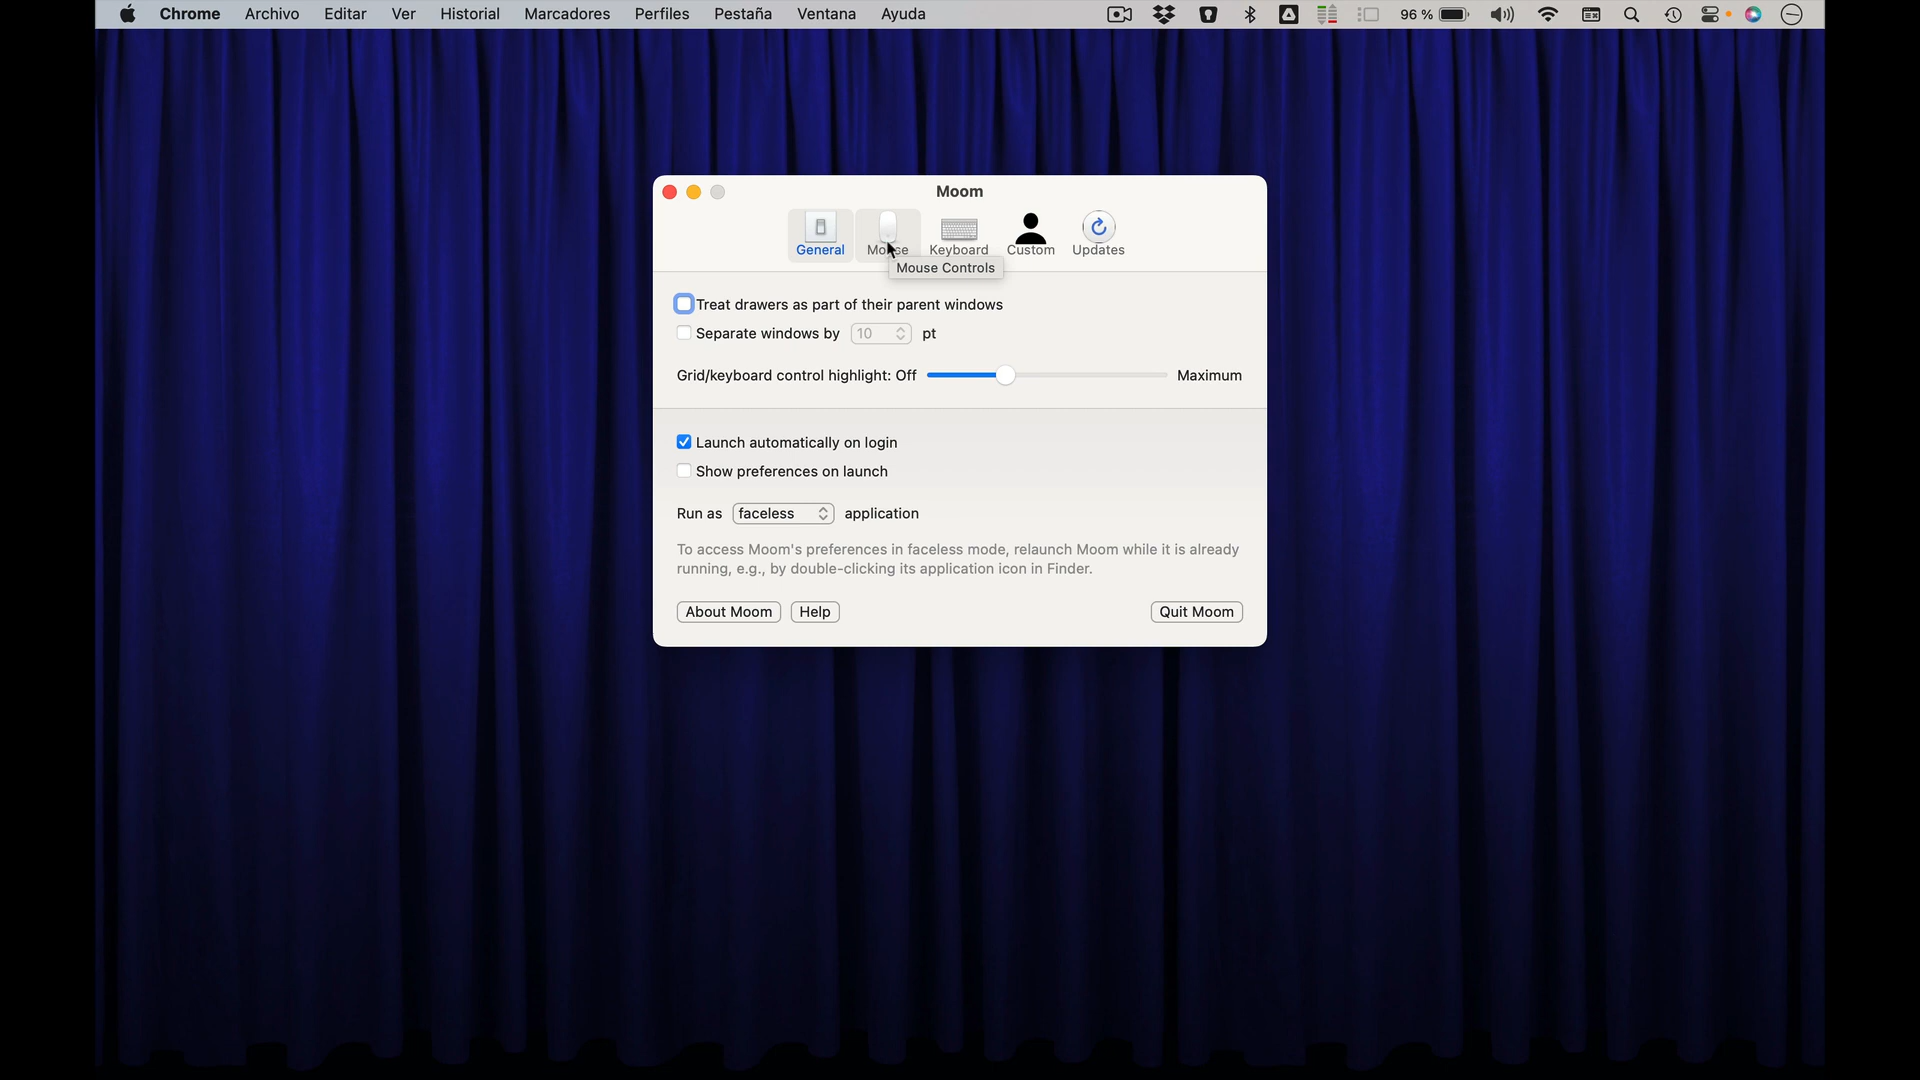 Chrome Archivo Editar Ver Historial Marcadores Perfiles Pestaña Ventana Ayuda 96 %
Moom
General Mouse Keyboard Custom Updates
Mouse Controls
Treat drawers as part of their parent windows
Separate windows by 10 pt
Grid/keyboard control highlight: Off Maximum
Launch automatically on login
Show preferences on launch
Run as faceless application
To access Moom's preferences in faceless mode, relaunch Moom while it is already
running, e.g., by double-clicking its application icon in Finder.
About Moom Help Quit Moom